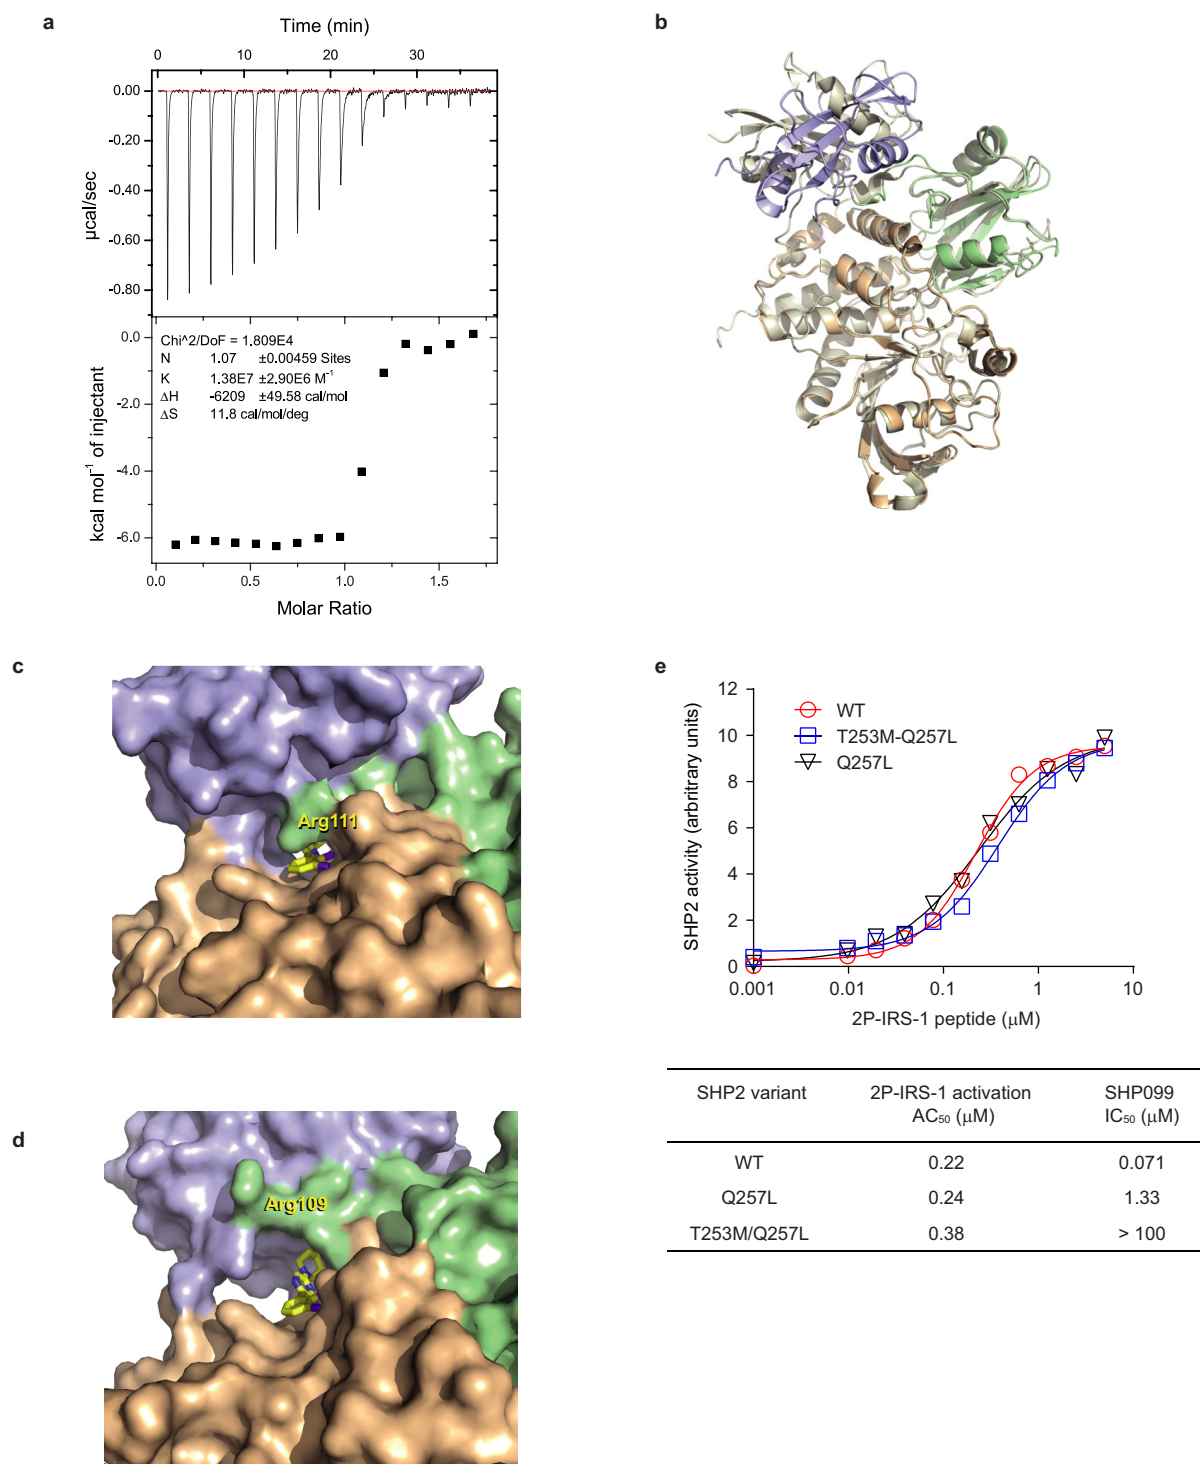 a
Time (min)
0 10 20 30
0.00
-0.20
-0.40
-0.60
-0.80
µcal/sec
Chi^2/DoF = 1.809E4
N 1.07 ±0.00459 Sites
K 1.38E7 ±2.90E6 M⁻¹
ΔH -6209 ±49.58 cal/mol
ΔS 11.8 cal/mol/deg
0.0
-2.0
-4.0
-6.0
kcal mol⁻¹ of injectant
0.0 0.5 1.0 1.5
Molar Ratio
b
c
Arg111
d
Arg109
e
12
10
8
6
4
2
0
SHP2 activity (arbritrary units)
WT
T253M-Q257L
Q257L
0.001 0.01 0.1 1 10
2P-IRS-1 peptide (μM)
SHP2 variant 2P-IRS-1 activation SHP099
AC₅₀ (μM) IC₅₀ (μM)
WT 0.22 0.071
Q257L 0.24 1.33
T253M/Q257L 0.38 > 100